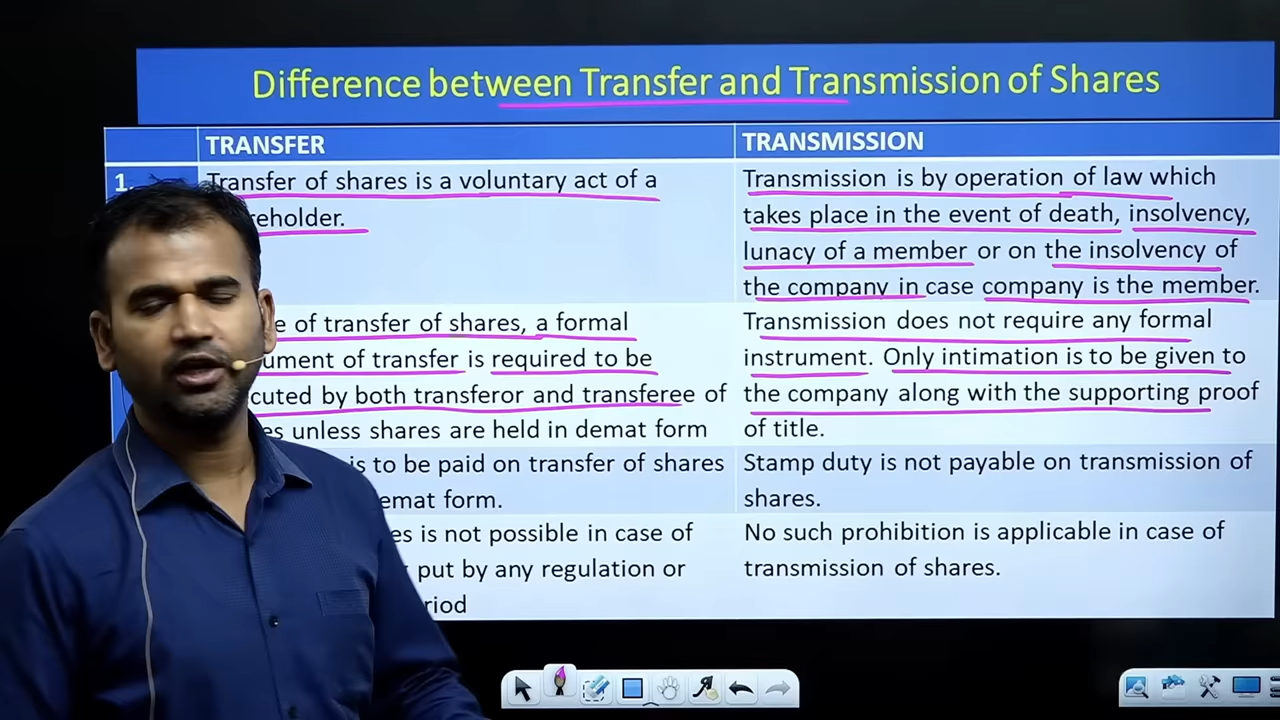 Difference between Transfer and Transmission of Shares
TRANSFER
TRANSMISSION
1.
Transfer of shares is a voluntary act of a
reholder.
Transmission is by operation of law which
takes place in the event of death, insolvency,
lunacy of a member or on the insolvency of
the company in case company is the member.
e of transfer of shares, a formal
ument of transfer is required to be
cuted by both transferor and transferee of
es unless shares are held in demat form
Transmission does not require any formal
instrument. Only intimation is to be given to
the company along with the supporting proof
of title.
is to be paid on transfer of shares
emat form.
Stamp duty is not payable on transmission of
shares.
es is not possible in case of
put by any regulation or
riod
No such prohibition is applicable in case of
transmission of shares.